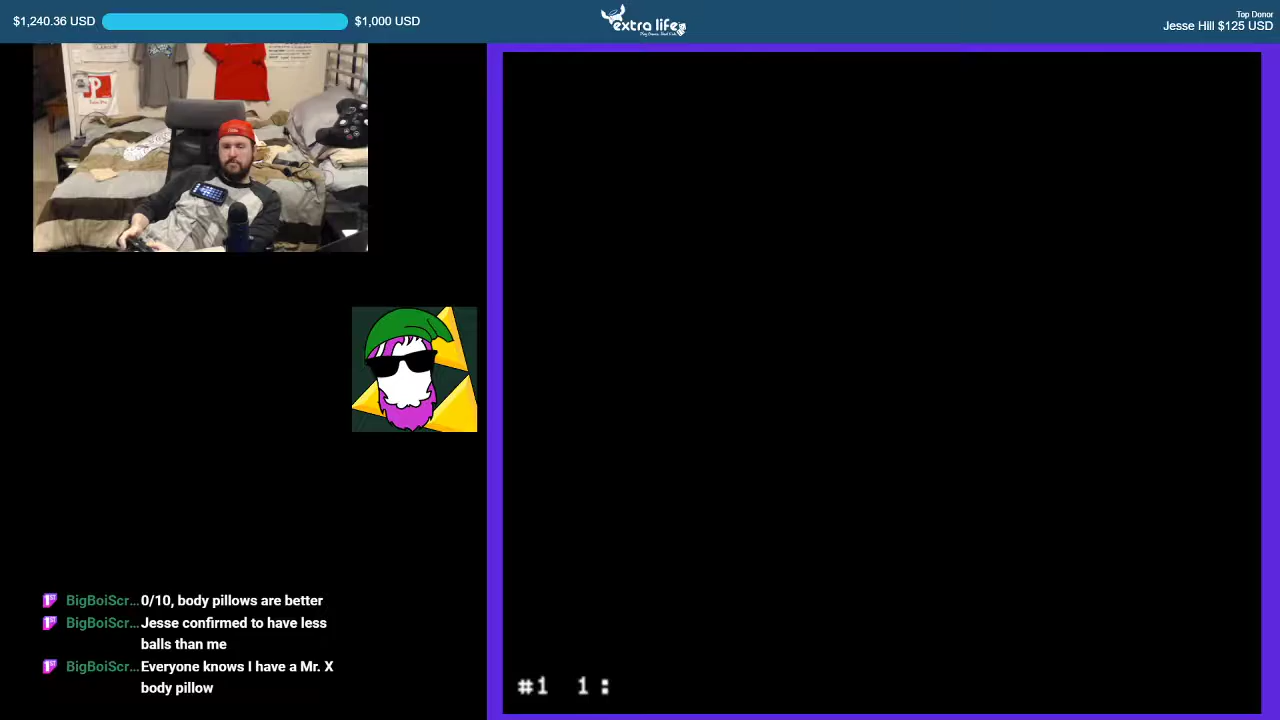 $1,240.36 USD
$1,000 USD
extra life
Top Donor
Jesse Hill $125 USD
BigBoiScr... 0/10, body pillows are better
BigBoiScr... Jesse confirmed to have less
balls than me
BigBoiScr... Everyone knows I have a Mr. X
body pillow
#1 1: